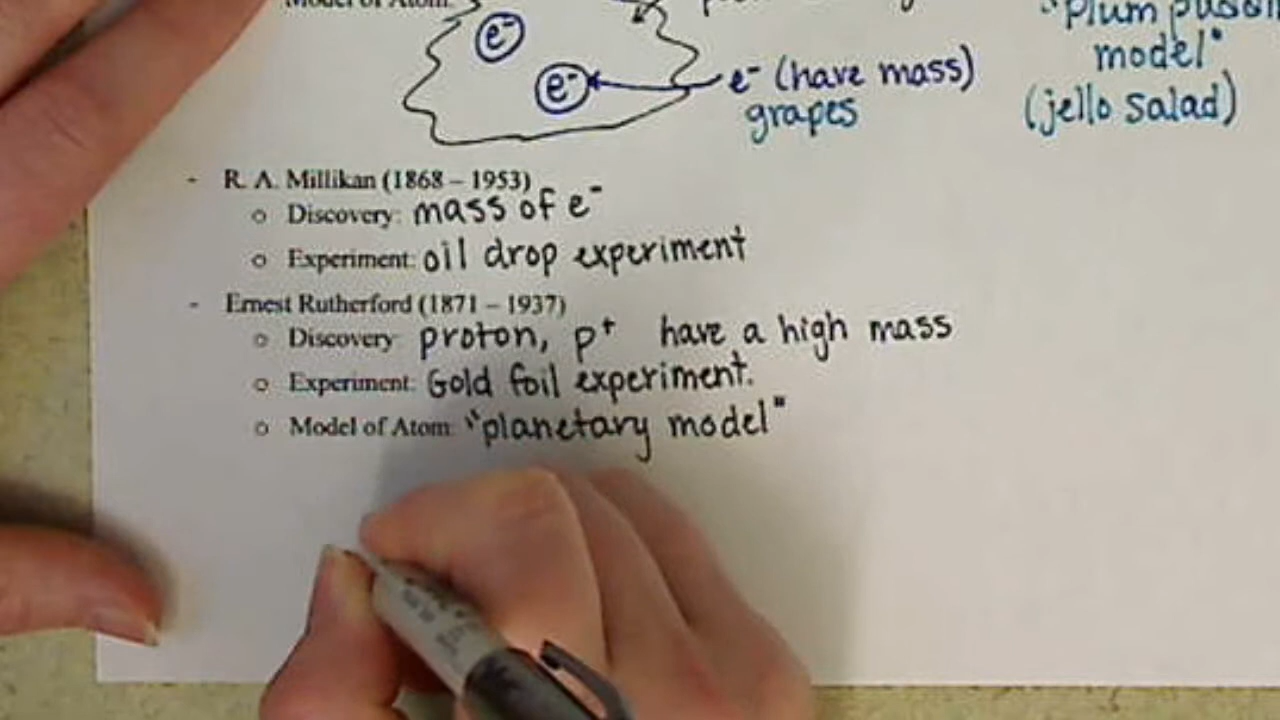 Model of Atom:
"Plum
model"
(jello salad)
e⁻
e⁻
e⁻ (have mass)
grapes
- R. A. Millikan (1868 – 1953)
o Discovery: mass of e⁻
o Experiment: oil drop experiment
- Ernest Rutherford (1871 – 1937)
o Discovery: proton, p⁺ have a high mass
o Experiment: Gold foil experiment.
o Model of Atom: "planetary model"